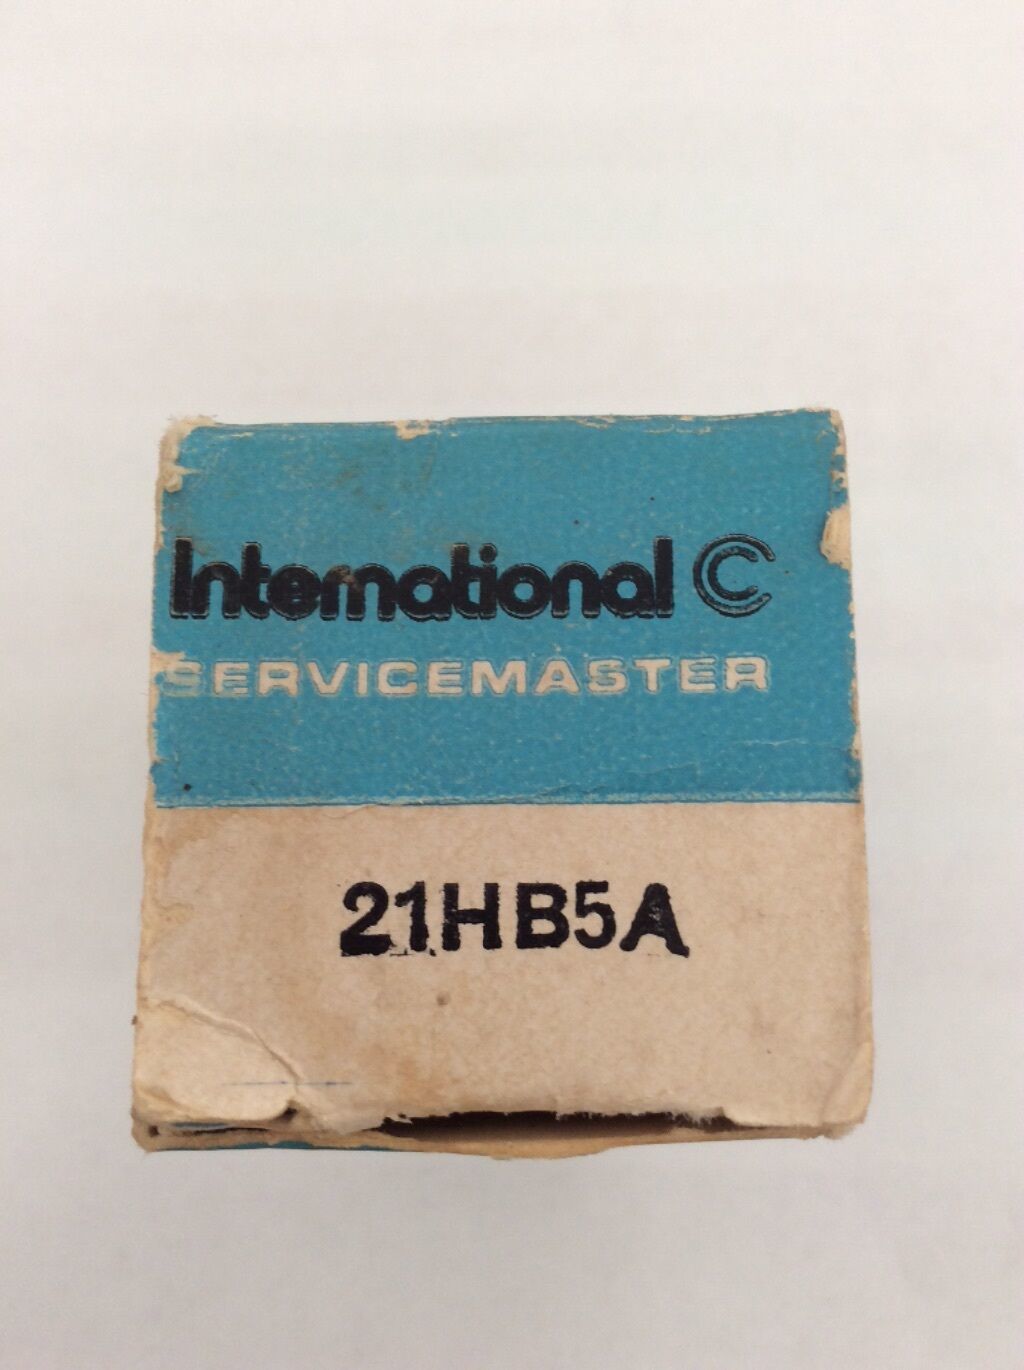 International C
SERVICEMASTER
21HB5A